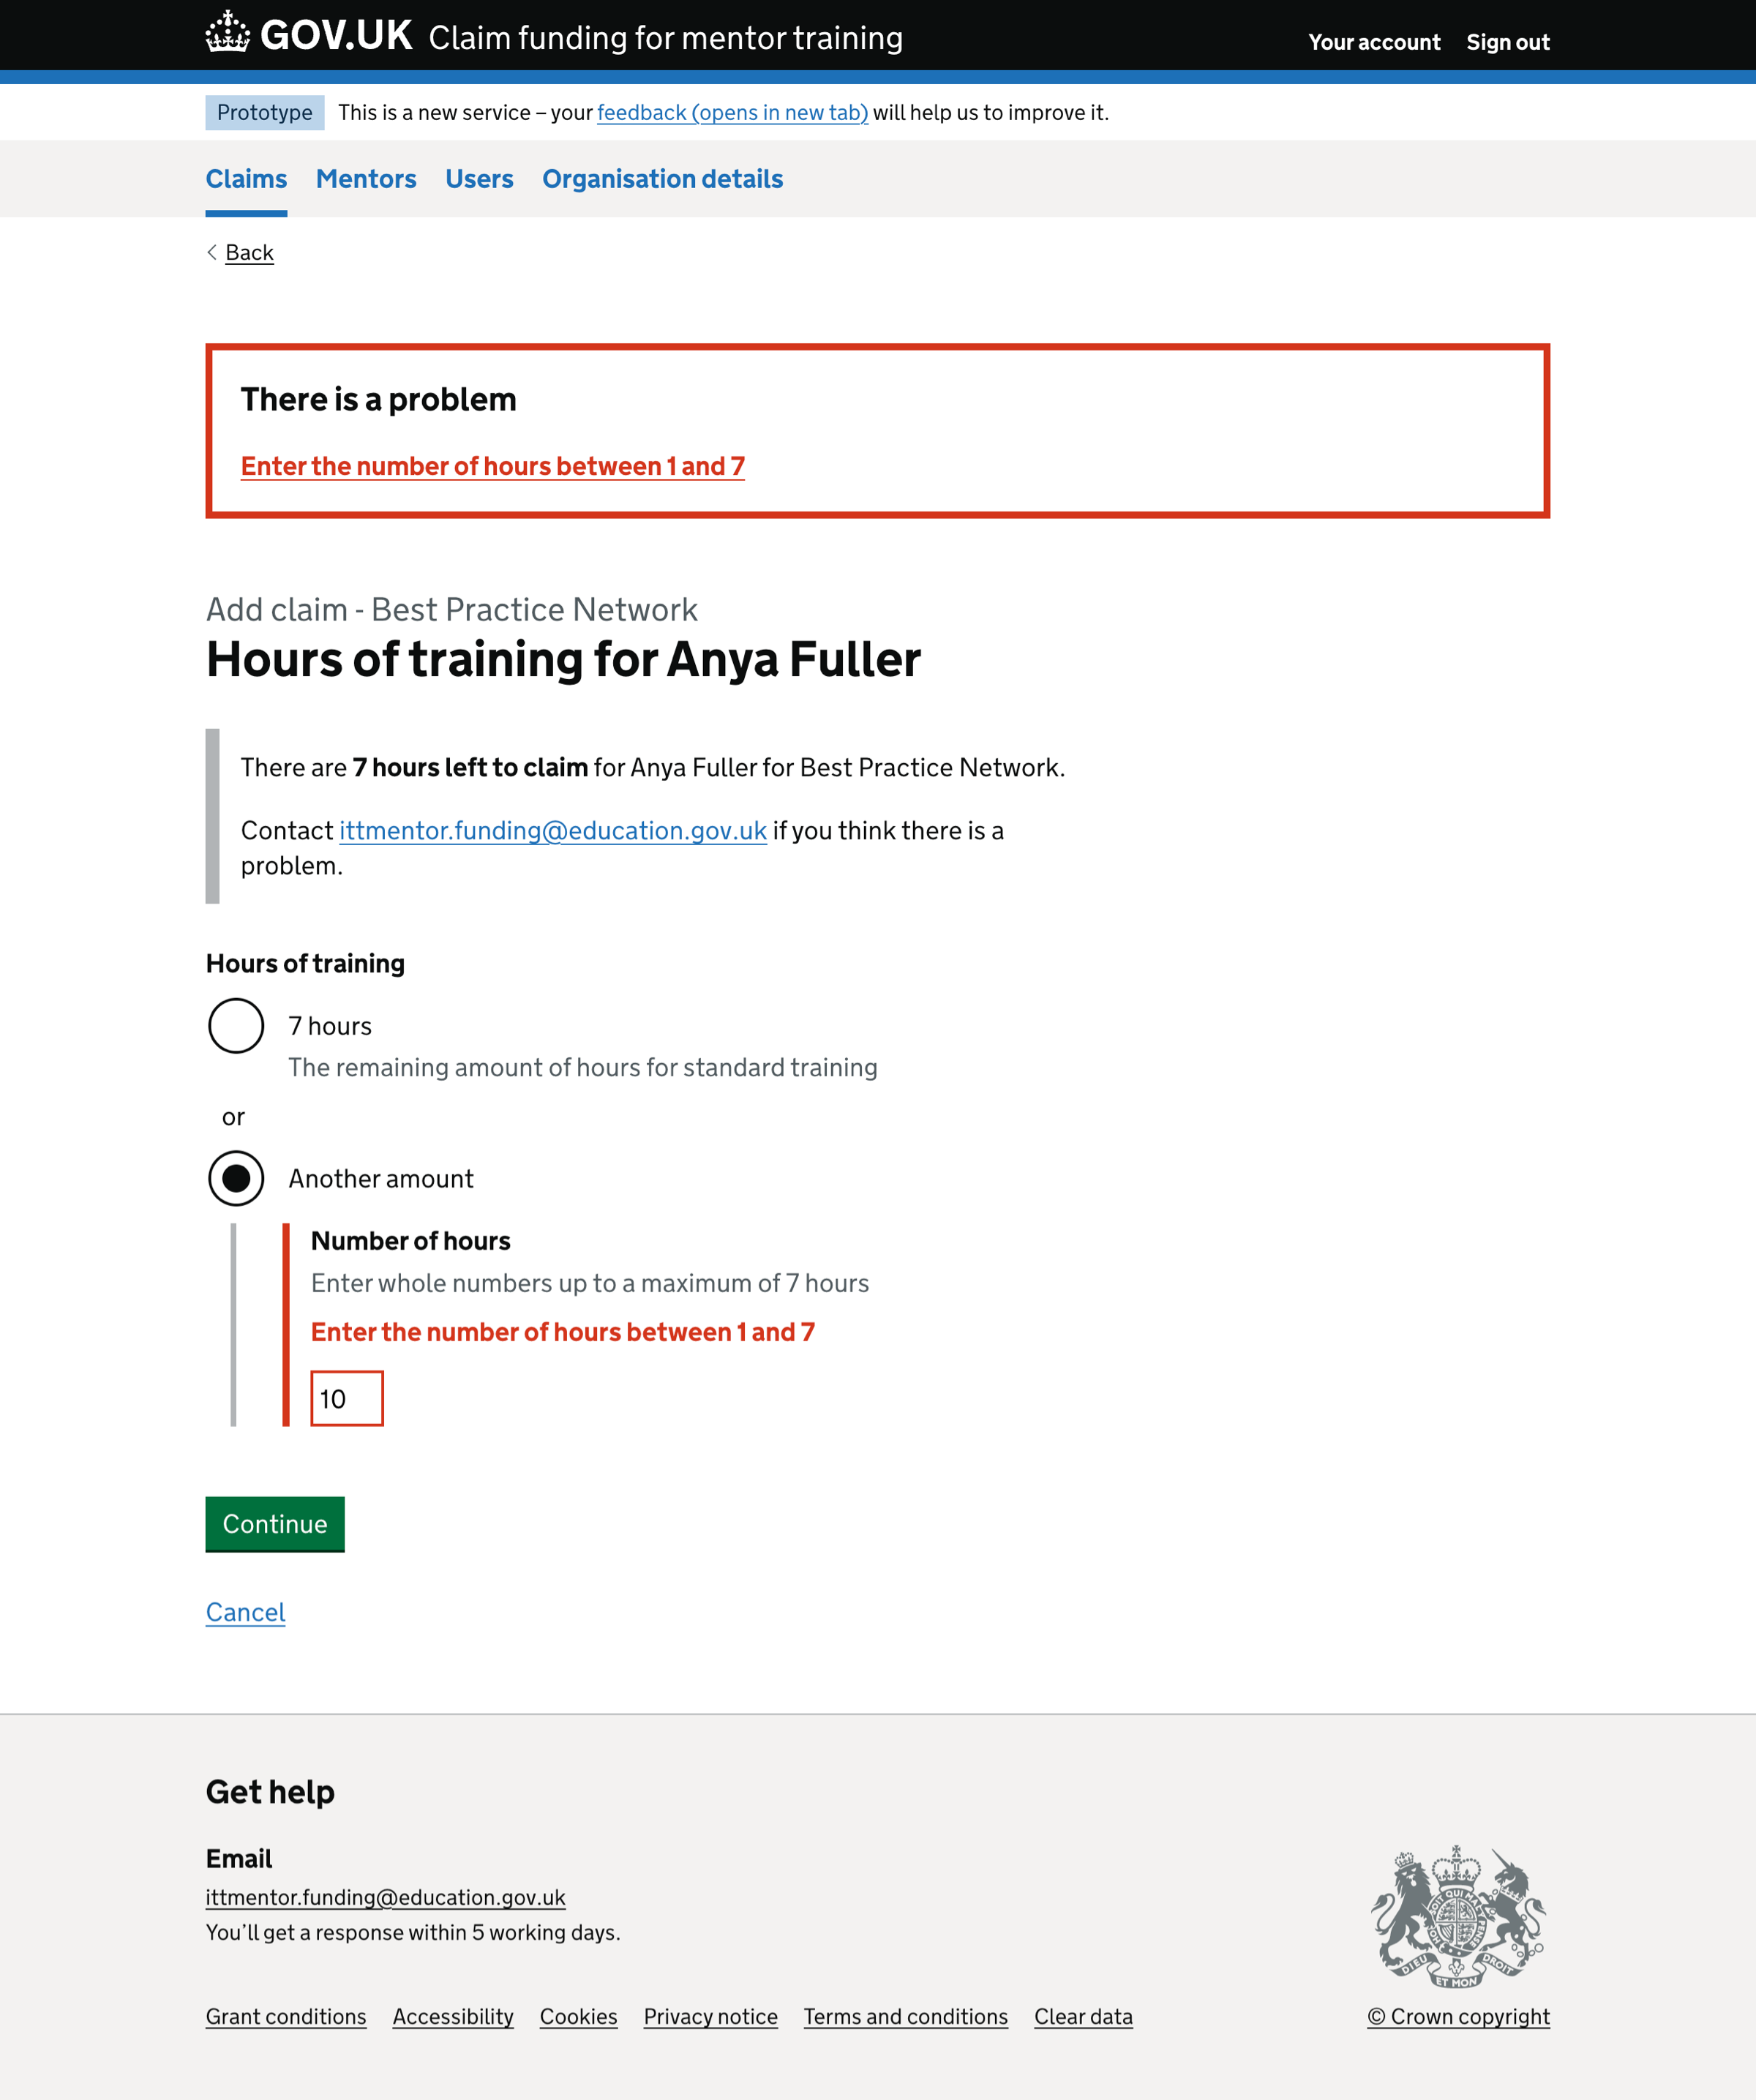 GOV.UK Claim funding for mentor training Your account Sign out
Prototype This is a new service – your feedback (opens in new tab) will help us to improve it.
Claims Mentors Users Organisation details
Back
There is a problem
Enter the number of hours between 1 and 7
Add claim - Best Practice Network
Hours of training for Anya Fuller
There are 7 hours left to claim for Anya Fuller for Best Practice Network.
Contact ittmentor.funding@education.gov.uk if you think there is a
problem.
Hours of training
7 hours
The remaining amount of hours for standard training
or
Another amount
Number of hours
Enter whole numbers up to a maximum of 7 hours
Enter the number of hours between 1 and 7
10
Continue
Cancel
Get help
Email
ittmentor.funding@education.gov.uk
You’ll get a response within 5 working days.
DIEU ET MON DROIT
Grant conditions Accessibility Cookies Privacy notice Terms and conditions Clear data © Crown copyright